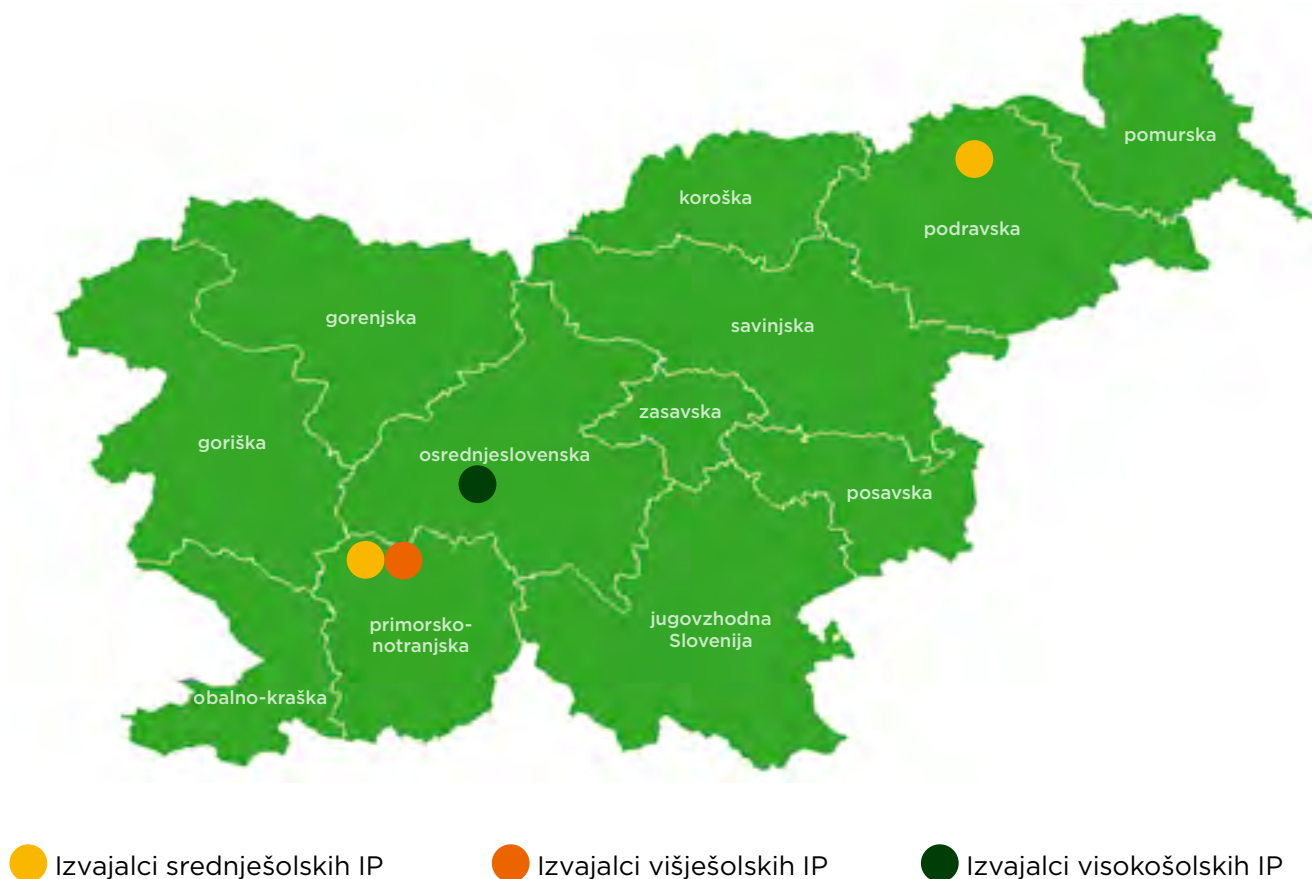 pomurska
koroška
podravska
gorenjska
savinjska
zasavska
goriška
osrednjeslovenska
posavska
primorsko-
notranjska
jugovzhodna
Slovenija
obalno-kraška
Izvajalci srednješolskih IP
Izvajalci višješolskih IP
Izvajalci visokošolskih IP